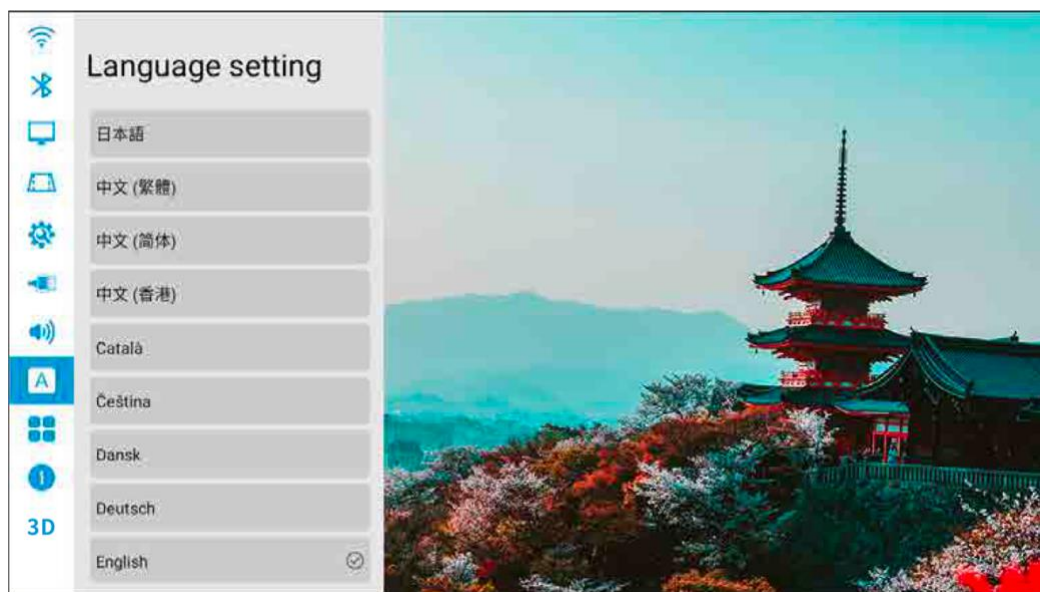 Language setting
日本語
中文 (繁體)
中文 (简体)
中文 (香港)
Català
Čeština
Dansk
Deutsch
English
A
3D